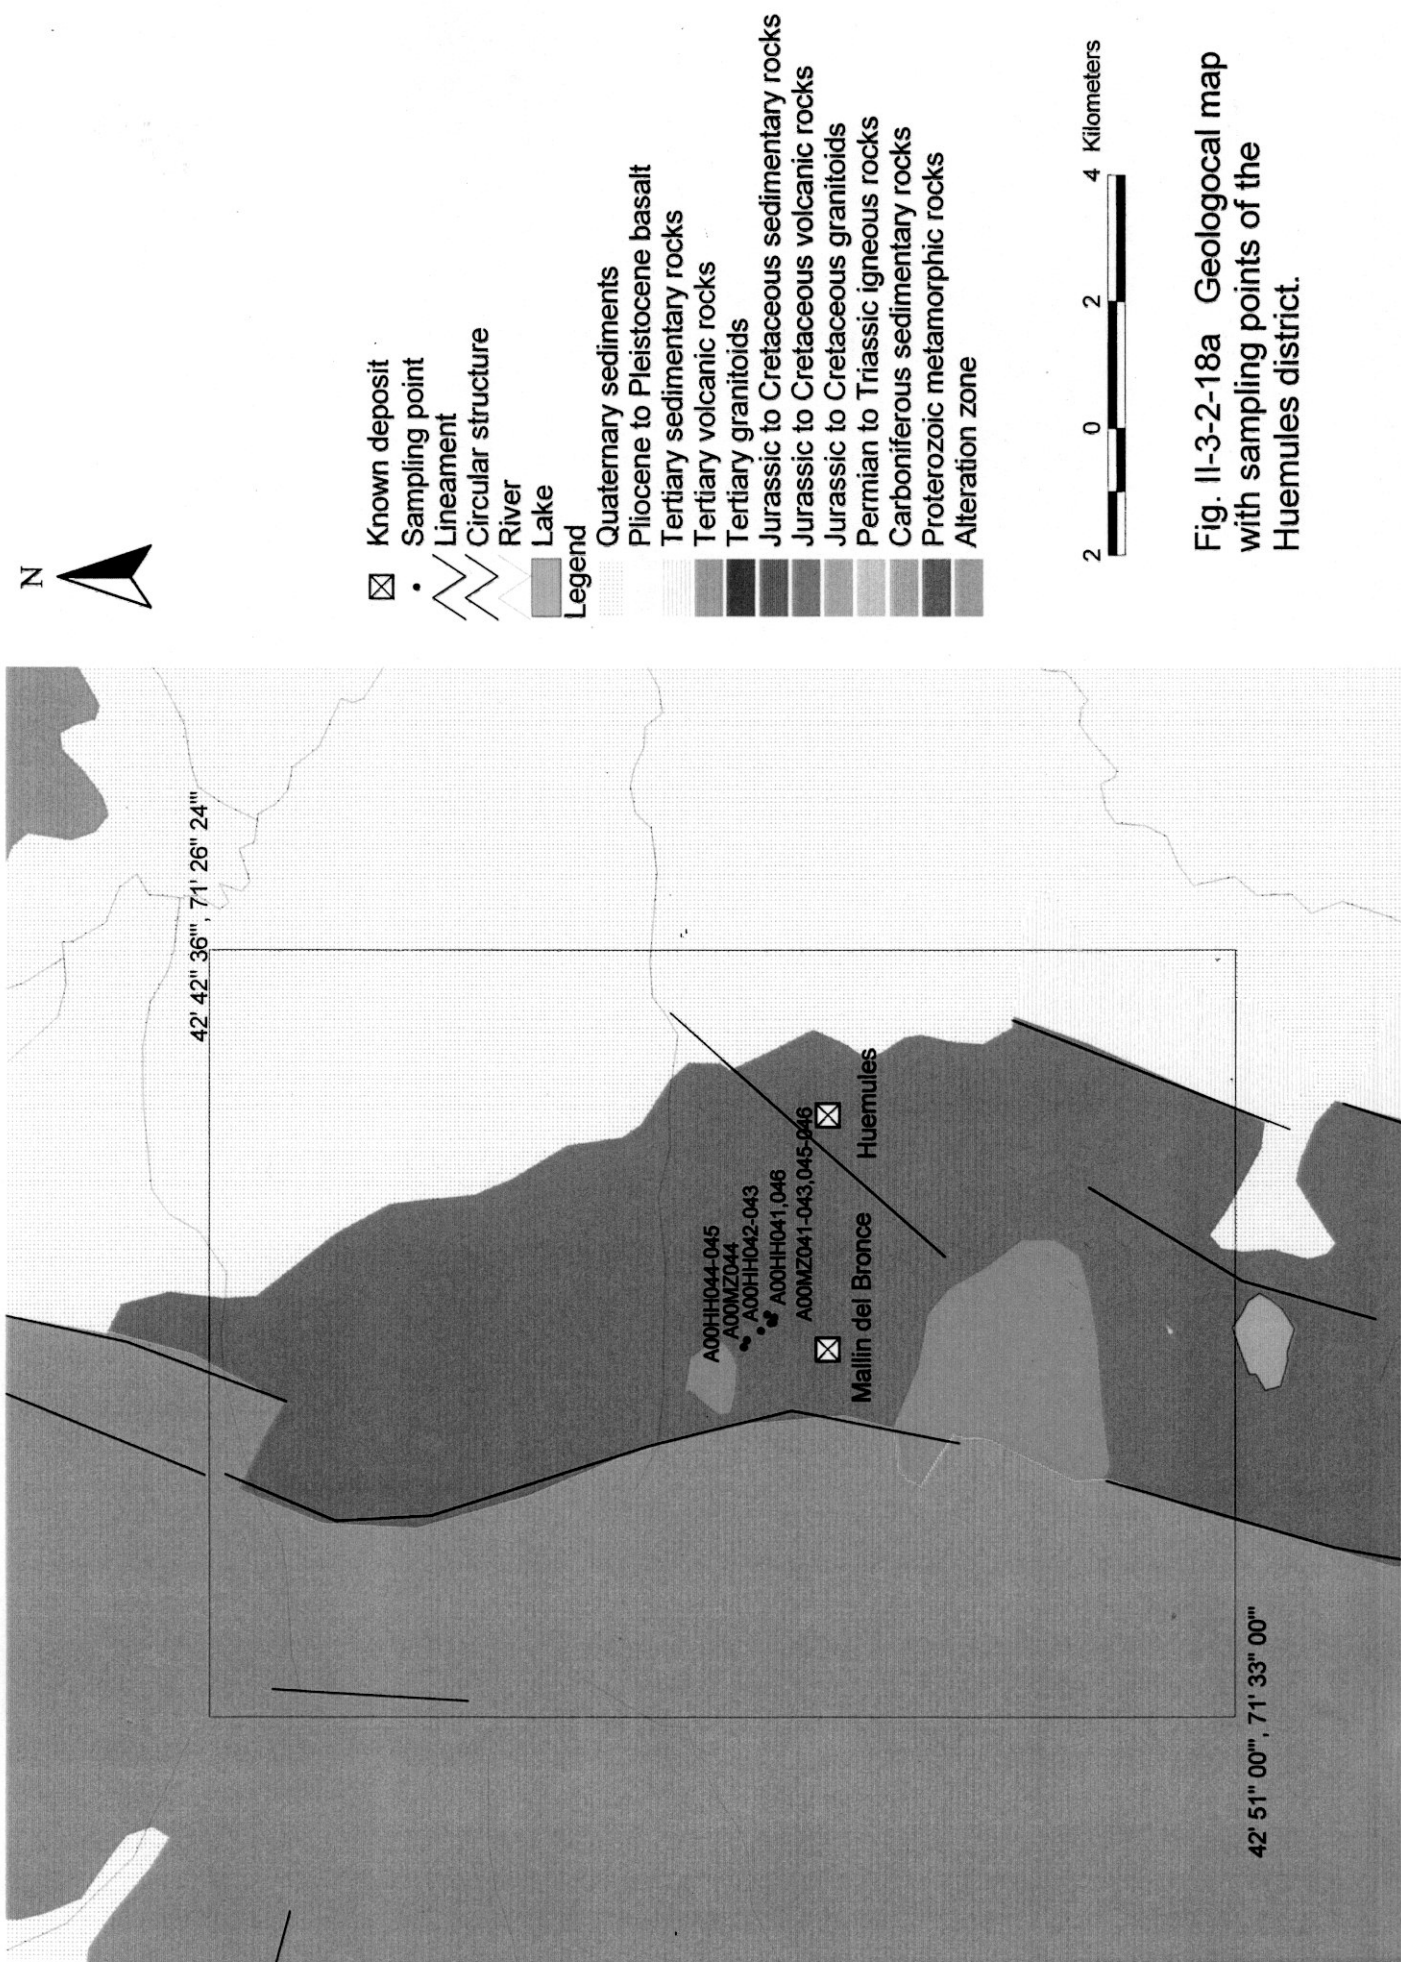 N
Known deposit
Sampling point
Lineament
Circular structure
River
Lake
Legend
Quaternary sediments
Pliocene to Pleistocene basalt
Tertiary sedimentary rocks
Tertiary volcanic rocks
Tertiary granitoids
Jurassic to Cretaceous sedimentary rocks
Jurassic to Cretaceous volcanic rocks
Jurassic to Cretaceous granitoids
Permian to Triassic igneous rocks
Carboniferous sedimentary rocks
Proterozoic metamorphic rocks
Alteration zone
2 0 2 4 Kilometers
Fig. II-3-2-18a Geologocal map
with sampling points of the
Huemules district.
42' 42" 36''', 71' 26" 24'''
A00HH044-045
A00MZ044
A00HH042-043
A00HH041,046
A00MZ041-043,045-046
Mallin del Bronce
Huemules
42' 51" 00''', 71' 33" 00'''